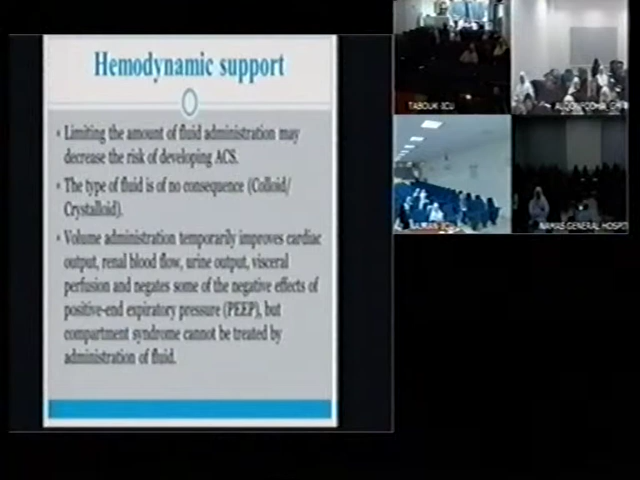 Hemodynamic support
• Limiting the amount of fluid administration may
decrease the risk of developing ACS.
• The type of fluid is of no consequence (Colloid/
Crystalloid).
• Volume administration temporarily improves cardiac
output, renal blood flow, urine output, visceral
perfusion and negates some of the negative effects of
positive-end expiratory pressure (PEEP), but
compartment syndrome cannot be treated by
administration of fluid.
TABOUK ICU
NAMAS GENERAL HOSPIT